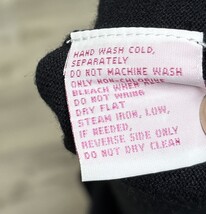 HAND WASH COLD,
SEPARATELY
DO NOT MACHINE WASH
ONLY NON-CHLORINE
BLEACH WHEN NEEDED
DO NOT WRING
DRY FLAT
STEAM IRON, LOW,
IF NEEDED,
REVERSE SIDE ONLY
DO NOT DRY CLEAN